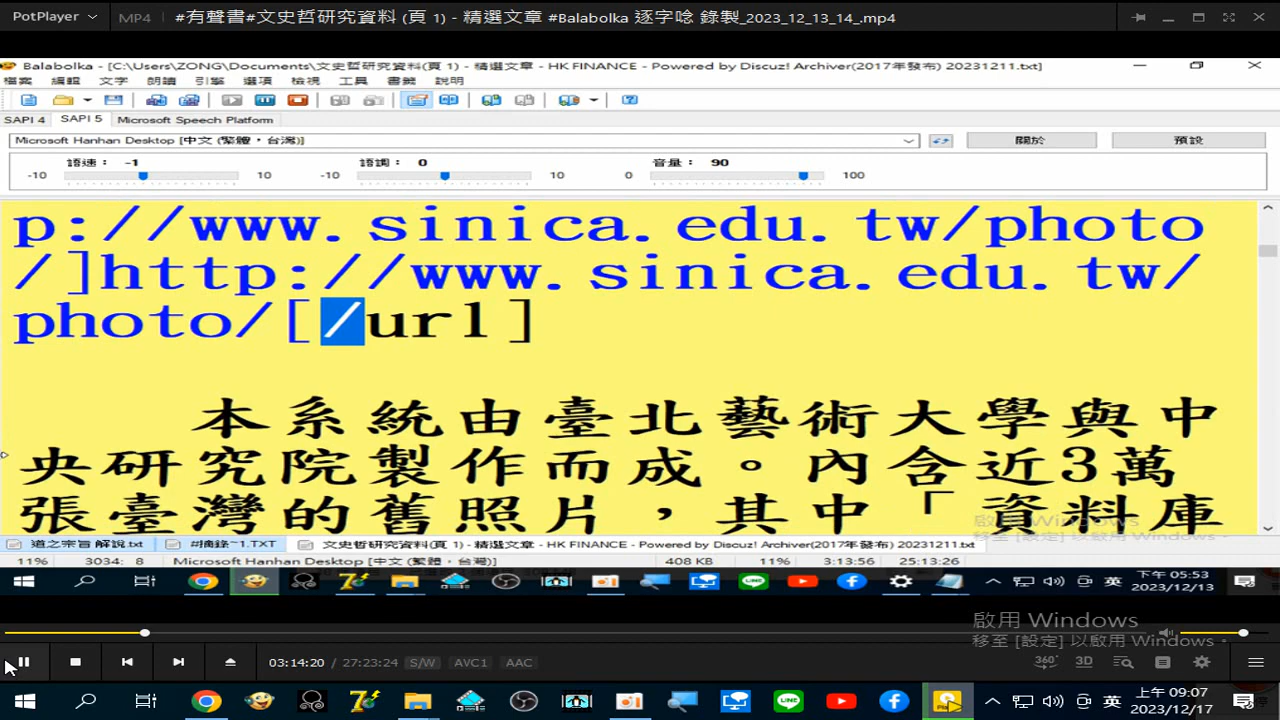 PotPlayer MP4 #有聲書#文史哲研究資料 (頁 1) - 精選文章 #Balabolka 逐字唸 錄製_2023_12_13_14_.mp4
Balabolka - [C:\Users\ZONG\Documents\文史哲研究資料(頁 1) - 精選文章 - HK FINANCE - Powered by Discuz! Archiver(2017年發布) 20231211.txt]
檔案 編輯 文字 朗讀 引擎 選項 檢視 工具 書籤 說明
SAPI 4 SAPI 5 Microsoft Speech Platform
Microsoft Hanhan Desktop [中文 (繁體，台灣)] 關於 預設
語速： -1 語調： 0 音量： 90
-10 10 -10 10 0 100
p://www.sinica.edu.tw/photo
/]http://www.sinica.edu.tw/
photo/[/url]
本系統由臺北藝術大學與中
央研究院製作而成。內含近3萬
張臺灣的舊照片，其中「資料庫
啟用 Windows
移至 [設定] 以啟用 Windows。
道之宗旨 解說.txt #摘錄~1.TXT 文史哲研究資料(頁 1) - 精選文章 - HK FINANCE - Powered by Discuz! Archiver(2017年發布) 20231211.txt
11% 3034: 8 Microsoft Hanhan Desktop [中文 (繁體，台灣)] 408 KB 11% 3:13:56 25:13:26
英 下午 05:53
2023/12/13
啟用 Windows
移至 [設定] 以啟用 Windows。
03:14:20 / 27:23:24 S/W AVC1 AAC 360° 3D
英 上午 09:07
2023/12/17